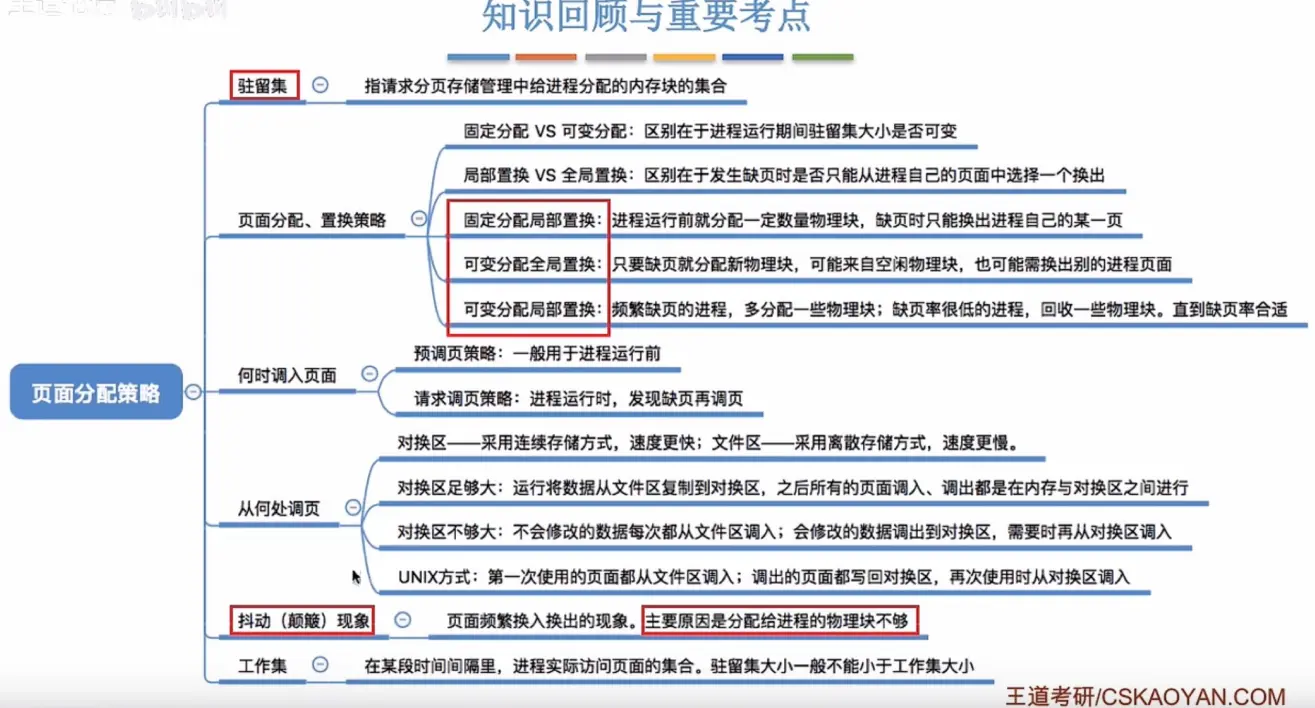 知识回顾与重要考点
驻留集
指请求分页存储管理中给进程分配的内存块的集合
固定分配 VS 可变分配：区别在于进程运行期间驻留集大小是否可变
局部置换 VS 全局置换：区别在于发生缺页时是否只能从进程自己的页面中选择一个换出
页面分配、置换策略
固定分配局部置换：进程运行前就分配一定数量物理块，缺页时只能换出进程自己的某一页
可变分配全局置换：只要缺页就分配新物理块，可能来自空闲物理块，也可能需换出别的进程页面
可变分配局部置换：频繁缺页的进程，多分配一些物理块；缺页率很低的进程，回收一些物理块。直到缺页率合适
页面分配策略
何时调入页面
预调页策略：一般用于进程运行前
请求调页策略：进程运行时，发现缺页再调页
从何处调页
对换区——采用连续存储方式，速度更快；文件区——采用离散存储方式，速度更慢。
对换区足够大：运行将数据从文件区复制到对换区，之后所有的页面调入、调出都是在内存与对换区之间进行
对换区不够大：不会修改的数据每次都从文件区调入；会修改的数据调出到对换区，需要时再从对换区调入
UNIX方式：第一次使用的页面都从文件区调入；调出的页面都写回对换区，再次使用时从对换区调入
抖动（颠簸）现象
页面频繁换入换出的现象。主要原因是分配给进程的物理块不够
工作集
在某段时间间隔里，进程实际访问页面的集合。驻留集大小一般不能小于工作集大小
王道考研/CSKAOYAN.COM